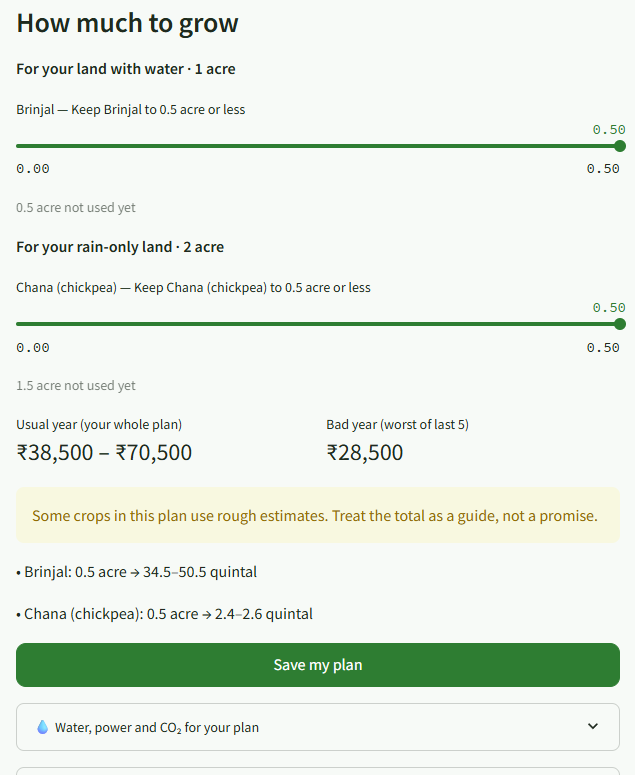 How much to grow
For your land with water · 1 acre
Brinjal — Keep Brinjal to 0.5 acre or less
0.50
0.00 0.50
0.5 acre not used yet
For your rain-only land · 2 acre
Chana (chickpea) — Keep Chana (chickpea) to 0.5 acre or less
0.50
0.00 0.50
1.5 acre not used yet
Usual year (your whole plan) Bad year (worst of last 5)
₹38,500 – ₹70,500 ₹28,500
Some crops in this plan use rough estimates. Treat the total as a guide, not a promise.
• Brinjal: 0.5 acre → 34.5–50.5 quintal
• Chana (chickpea): 0.5 acre → 2.4–2.6 quintal
Save my plan
💧 Water, power and CO₂ for your plan